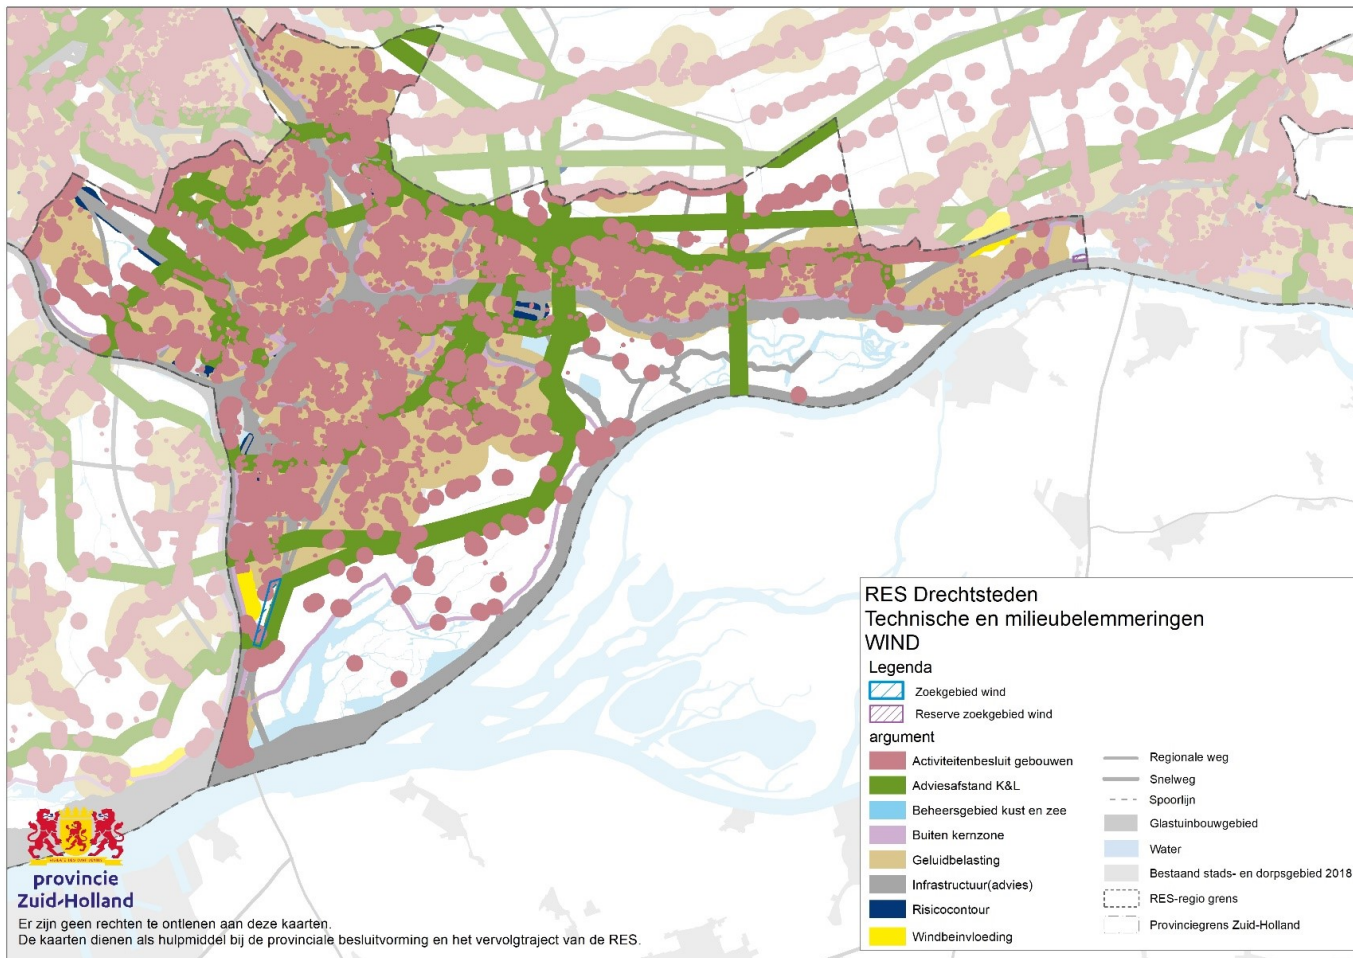 RES Drechtsteden
Technische en milieubelemmeringen
WIND
Legenda
Zoekgebied wind
Reserve zoekgebied wind
argument
Activiteitenbesluit gebouwen
Adviesafstand K&L
Beheersgebied kust en zee
Buiten kernzone
Geluidbelasting
Infrastructuur(advies)
Risicocontour
Windbeinvloeding
Regionale weg
Snelweg
Spoorlijn
Glastuinbouwgebied
Water
Bestaand stads- en dorpsgebied 2018
RES-regio grens
Provinciegrens Zuid-Holland
provincie
Zuid-Holland
Er zijn geen rechten te ontlenen aan deze kaarten.
De kaarten dienen als hulpmiddel bij de provinciale besluitvorming en het vervolgtraject van de RES.